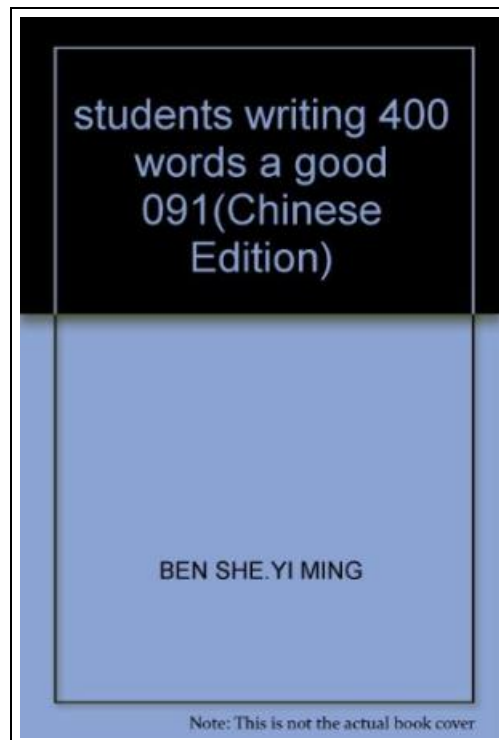 students writing 400
words a good
091(Chinese
Edition)
BEN SHE.YI MING
Note: This is not the actual book cover